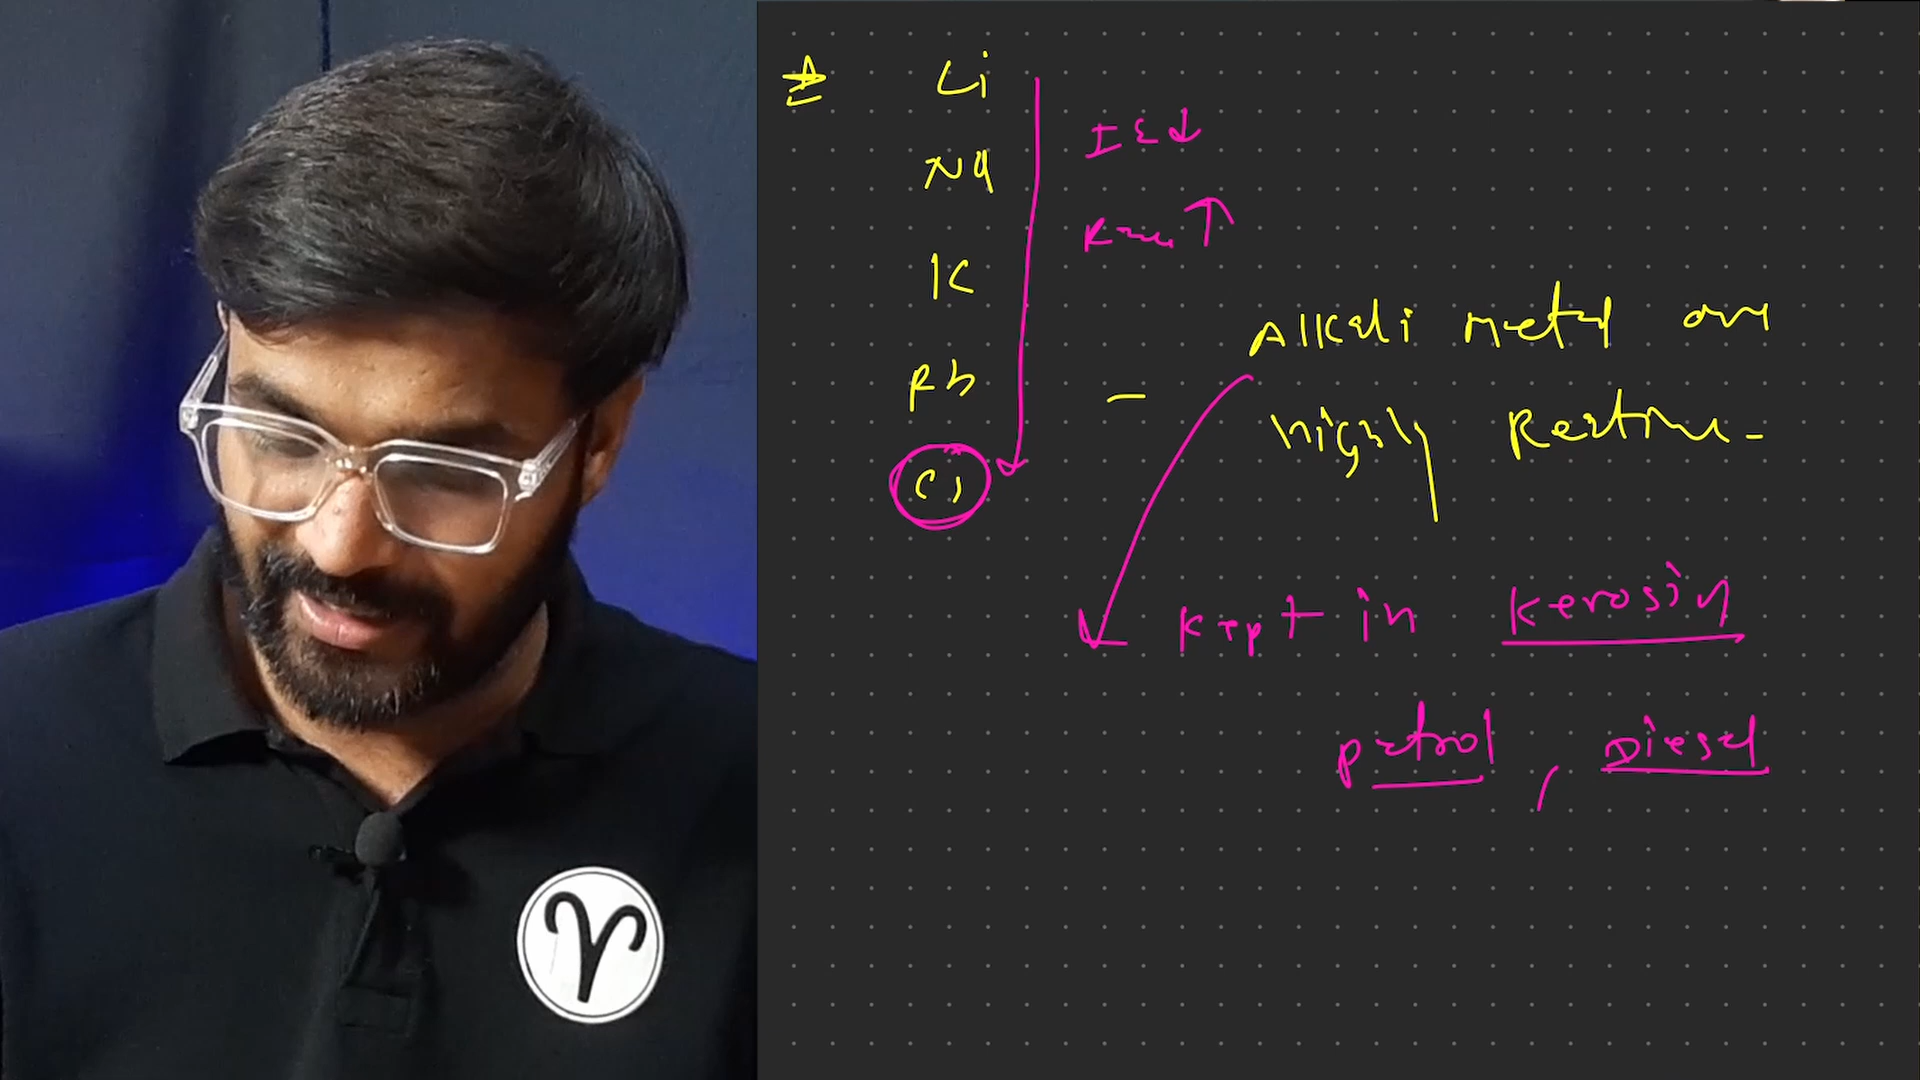 Li
Na
IE↓
↑
K
Alkali metal are
Rb -
highly Reactive -
Cs
Kept in Kerosin
Petrol , Diesel